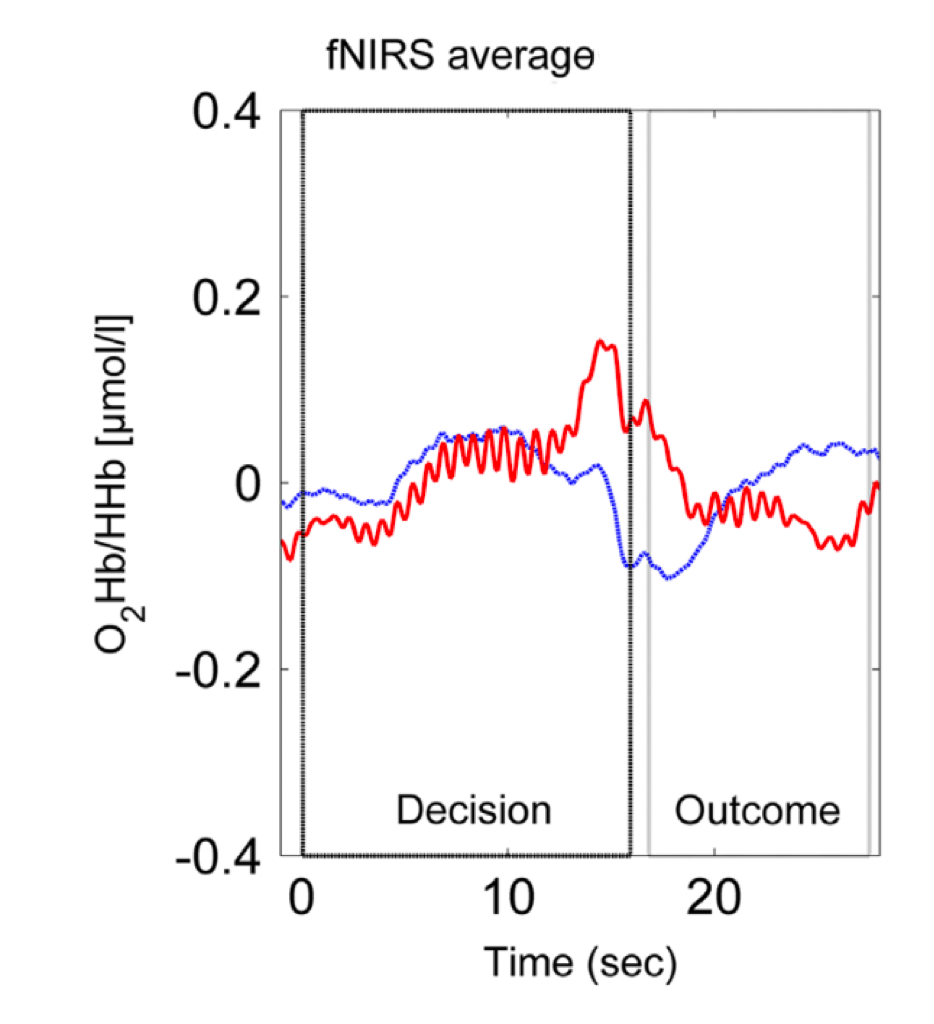 fNIRS average
0.4
0.2
0
-0.2
-0.4
O2Hb/HHb [μmol/l]
Decision
Outcome
0
10
20
Time (sec)